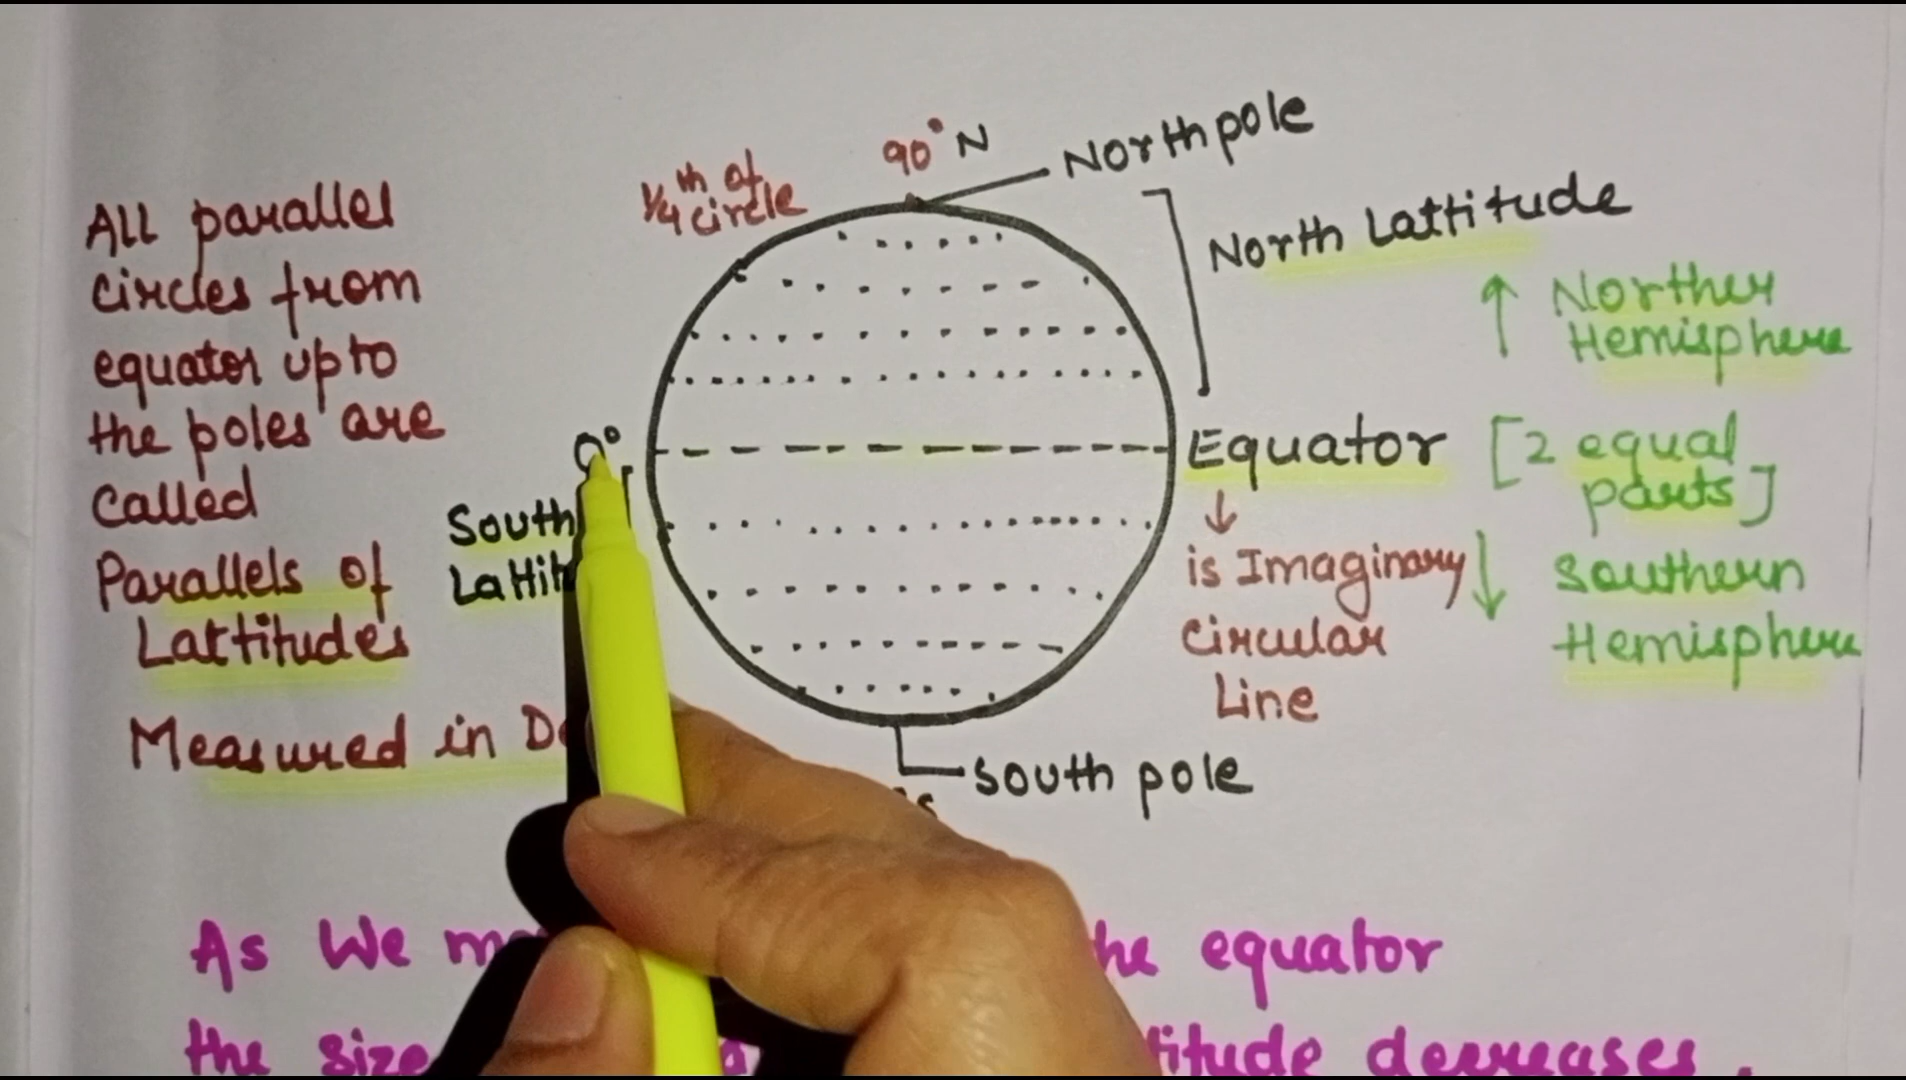 All parallel
circles from
equator upto
the poles are
called
Parallels of
Lattitudes
Measured in
1/4th of
circle
90° N
North pole
North Lattitude
↑ Norther
Hemisphere
0°
Equator
[2 equal
parts]
South
↓
is Imaginary
Circular
Line
↓ Southern
Hemisphere
South pole
As We the equator
the size decreases.